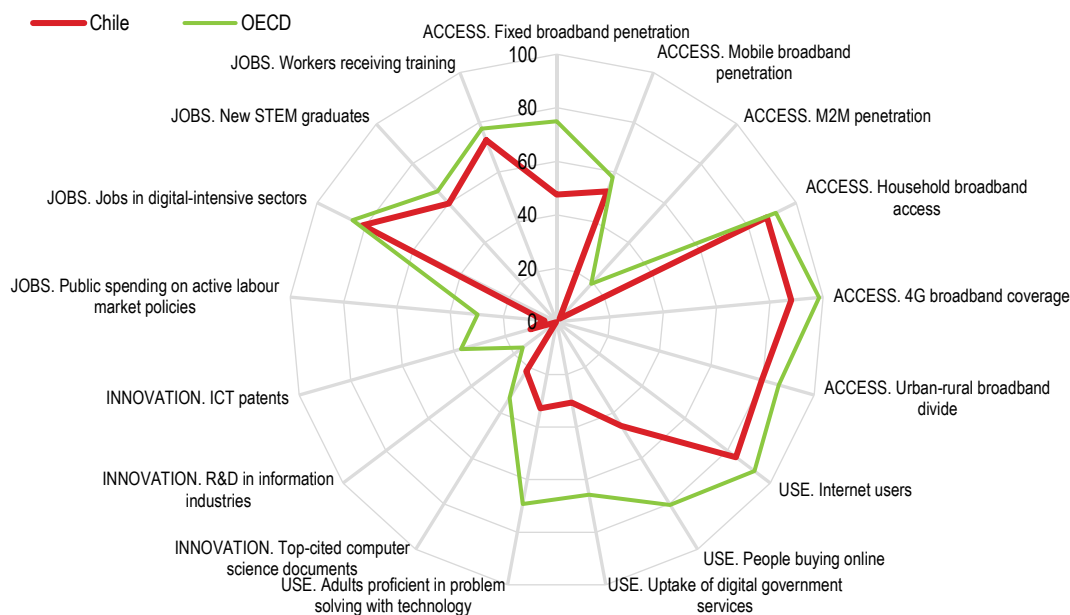 Chile
OECD
ACCESS. Fixed broadband penetration
ACCESS. Mobile broadband
penetration
ACCESS. M2M penetration
ACCESS. Household broadband
access
ACCESS. 4G broadband coverage
ACCESS. Urban-rural broadband
divide
USE. Internet users
USE. People buying online
USE. Uptake of digital government
services
USE. Adults proficient in problem
solving with technology
INNOVATION. Top-cited computer
science documents
INNOVATION. R&D in information
industries
INNOVATION. ICT patents
JOBS. Public spending on active labour
market policies
JOBS. Jobs in digital-intensive sectors
JOBS. New STEM graduates
JOBS. Workers receiving training
100
80
60
40
20
0